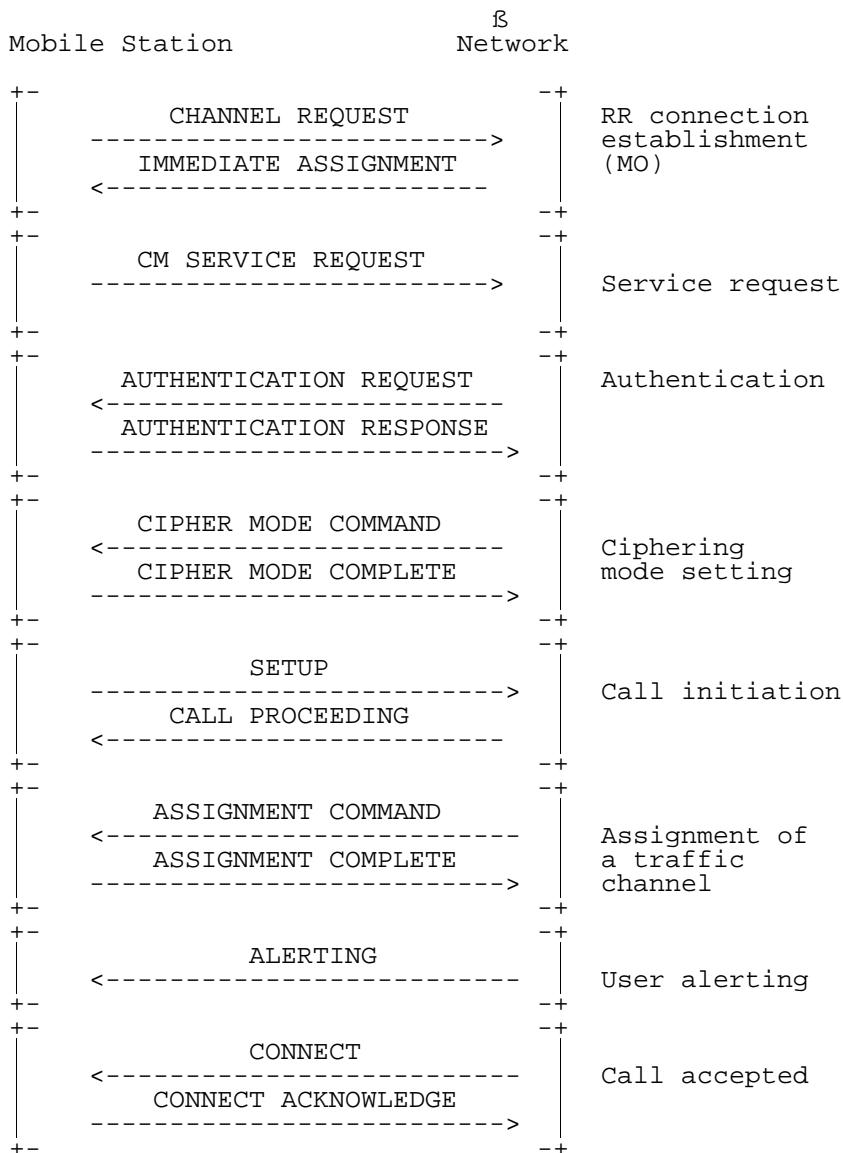 ß
Mobile Station Network
CHANNEL REQUEST RR connection
establishment
IMMEDIATE ASSIGNMENT (MO)
CM SERVICE REQUEST
Service request
AUTHENTICATION REQUEST Authentication
AUTHENTICATION RESPONSE
CIPHER MODE COMMAND
Ciphering
CIPHER MODE COMPLETE mode setting
SETUP
Call initiation
CALL PROCEEDING
ASSIGNMENT COMMAND
Assignment of
ASSIGNMENT COMPLETE a traffic
channel
ALERTING
User alerting
CONNECT
Call accepted
CONNECT ACKNOWLEDGE